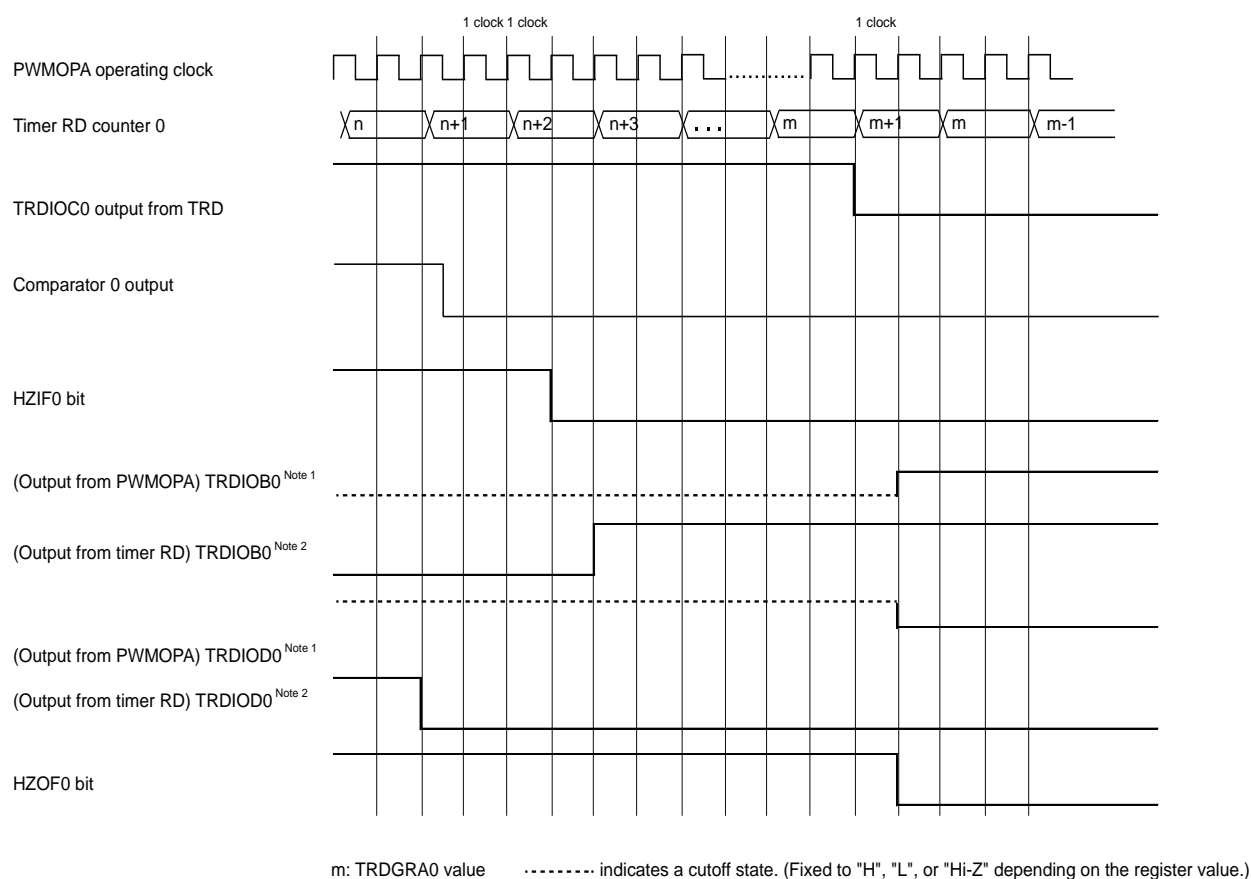 1 clock 1 clock 1 clock
PWMOPA operating clock
Timer RD counter 0 n n+1 n+2 n+3 ... m m+1 m m-1
TRDIOC0 output from TRD
Comparator 0 output
HZIF0 bit
(Output from PWMOPA) TRDIOB0 Note 1
(Output from timer RD) TRDIOB0 Note 2
(Output from PWMOPA) TRDIOD0 Note 1
(Output from timer RD) TRDIOD0 Note 2
HZOF0 bit
m: TRDGRA0 value -------- indicates a cutoff state. (Fixed to "H", "L", or "Hi-Z" depending on the register value.)